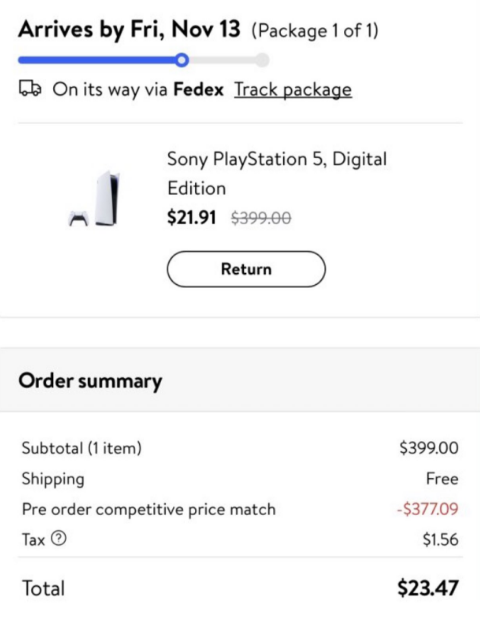 Arrives by Fri, Nov 13 (Package 1 of 1)
On its way via Fedex Track package
Sony PlayStation 5, Digital
Edition
$21.91 $399.00
Return
Order summary
Subtotal (1 item) $399.00
Shipping Free
Pre order competitive price match -$377.09
Tax ? $1.56
Total $23.47